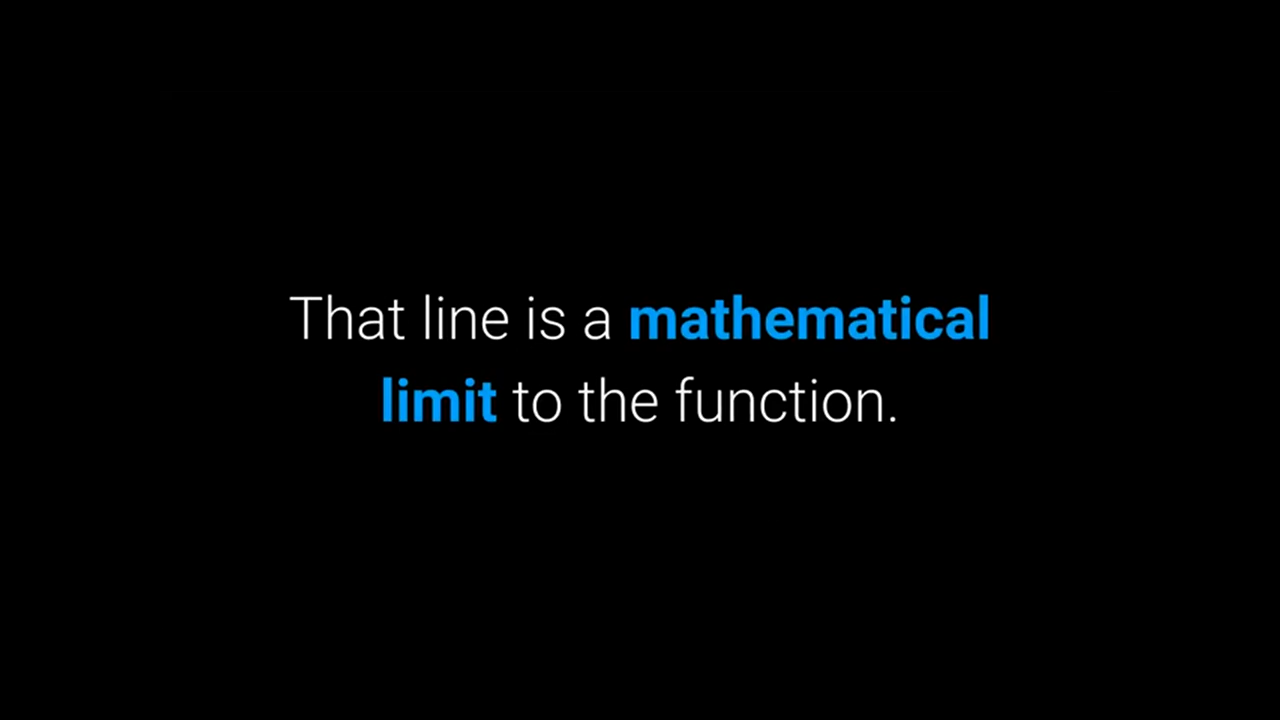 That line is a mathematical
limit to the function.